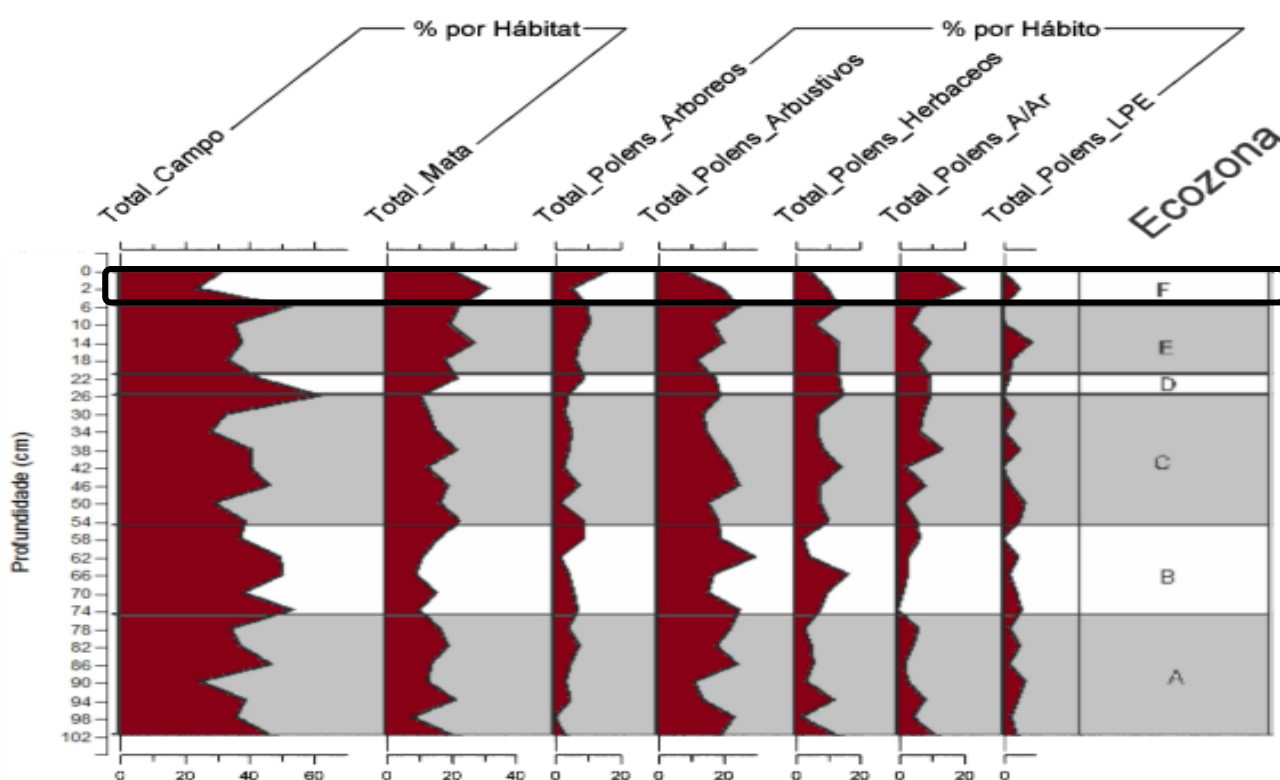 % por Hábitat
% por Hábito
Total_Campo
Total_Mata
Total_Polens_Arboreos
Total_Polens_Arbustivos
Total_Polens_Herbaceos
Total_Polens_A/Ar
Total_Polens_LPE
Ecozona
Profundidade (cm)
0
2
6
10
14
18
22
26
30
34
38
42
46
50
54
58
62
66
70
74
78
82
86
90
94
98
102
F
E
D
C
B
A
0 20 40 60 0 20 40 0 20 0 20 0 20 0 20 0